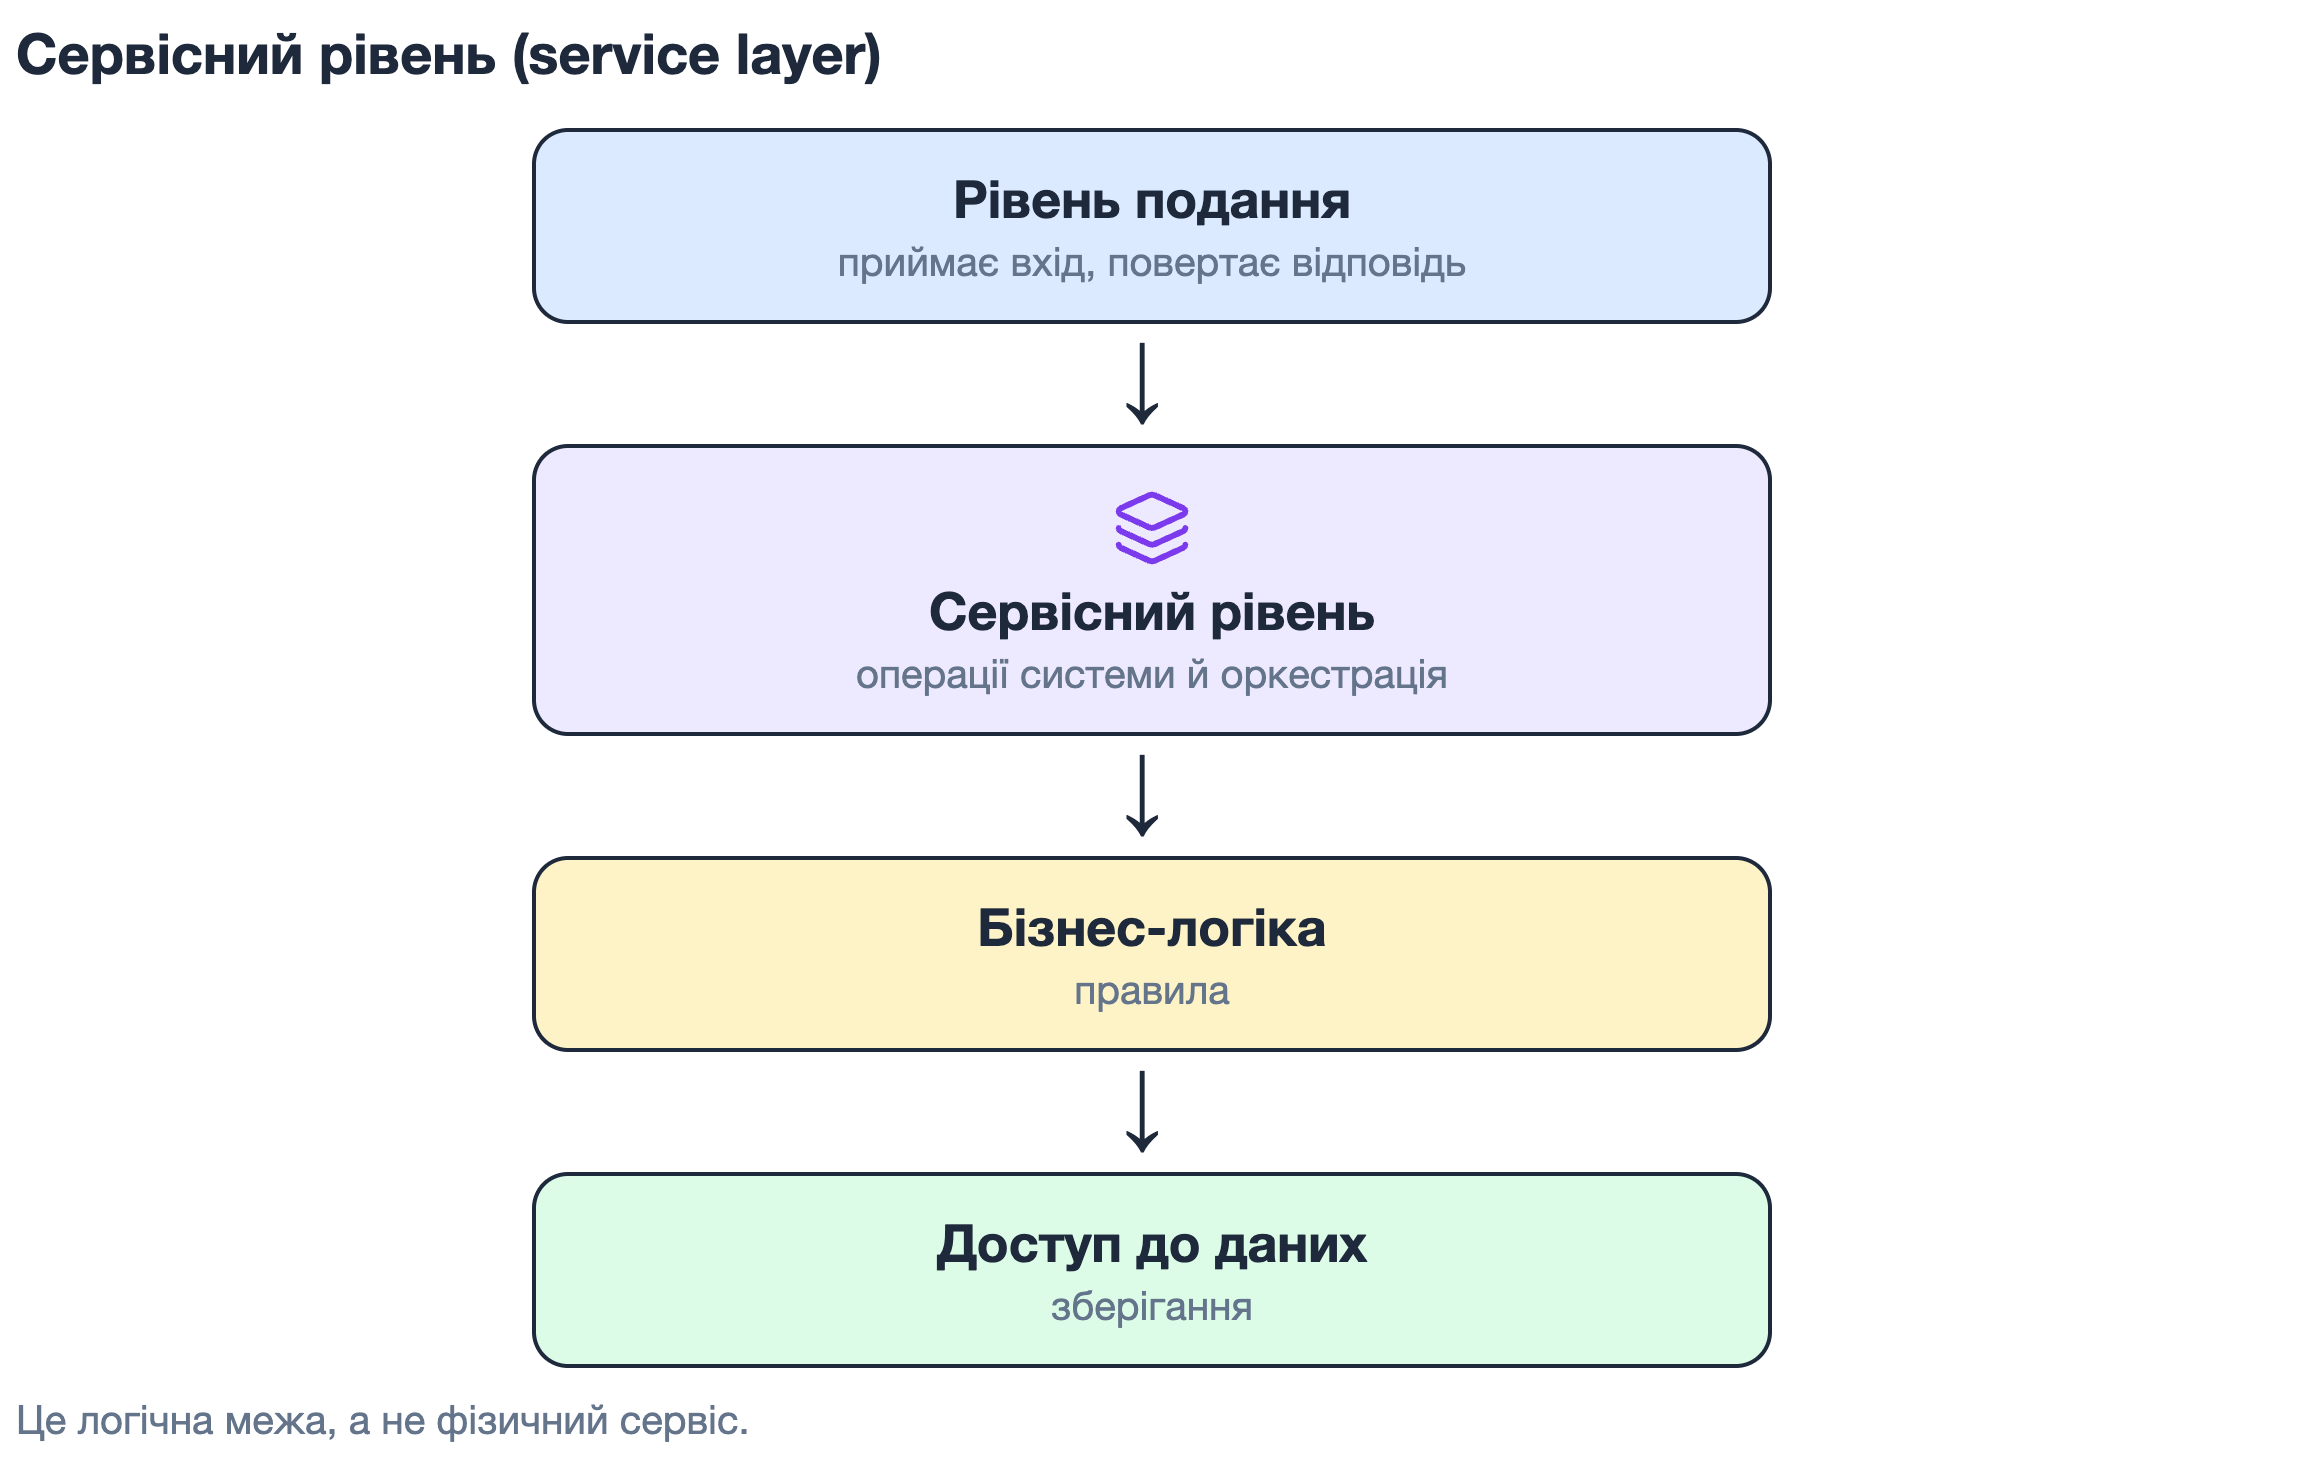 Сервісний рівень (service layer)
Рівень подання
приймає вхід, повертає відповідь
Сервісний рівень
операції системи й оркестрація
Бізнес-логіка
правила
Доступ до даних
зберігання
Це логічна межа, а не фізичний сервіс.